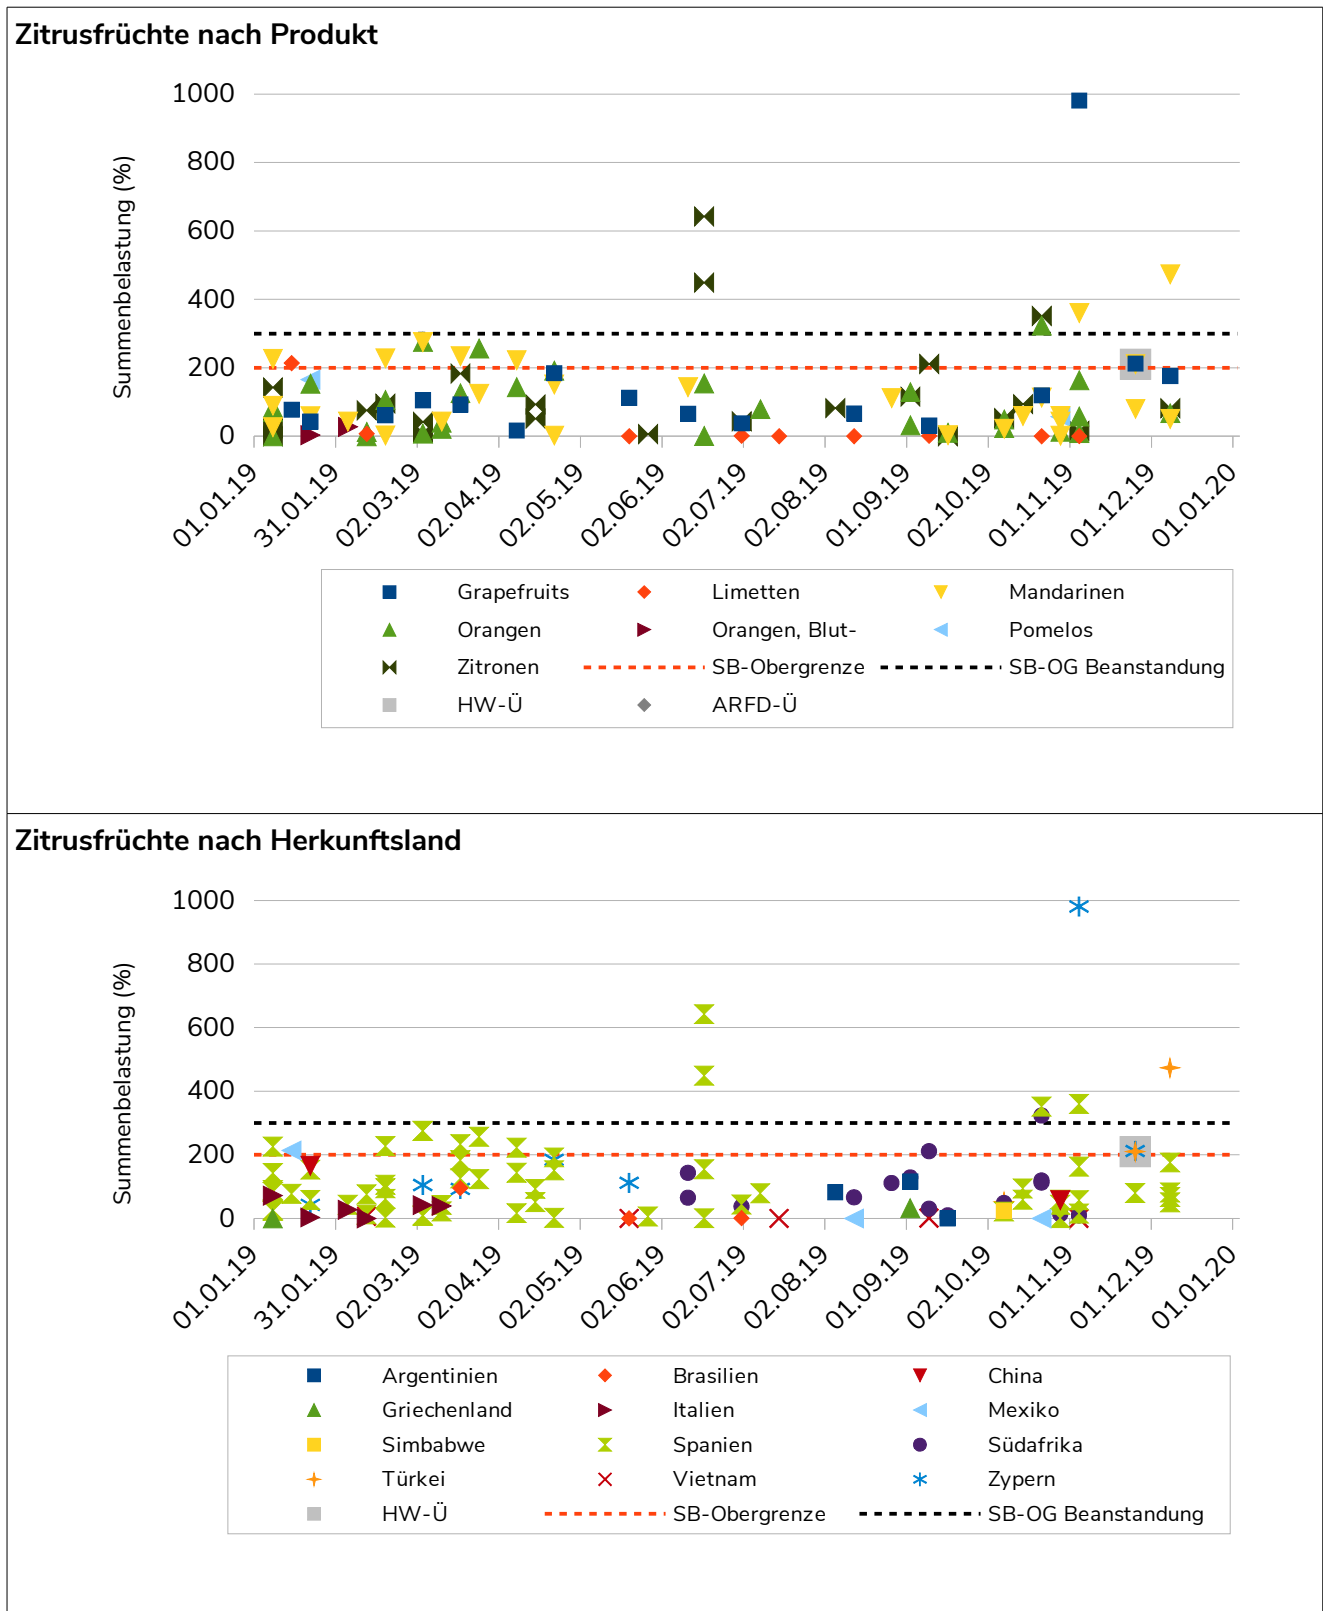 Zitrusfrüchte nach Produkt
1000
800
600
400
200
0
Summenbelastung (%)
01.01.19
31.01.19
02.03.19
02.04.19
02.05.19
02.06.19
02.07.19
02.08.19
01.09.19
02.10.19
01.11.19
01.12.19
01.01.20
Grapefruits Limetten Mandarinen
Orangen Orangen, Blut- Pomelos
Zitronen SB-Obergrenze SB-OG Beanstandung
HW-Ü ARFD-Ü
Zitrusfrüchte nach Herkunftsland
1000
800
600
400
200
0
Summenbelastung (%)
01.01.19
31.01.19
02.03.19
02.04.19
02.05.19
02.06.19
02.07.19
02.08.19
01.09.19
02.10.19
01.11.19
01.12.19
01.01.20
Argentinien Brasilien China
Griechenland Italien Mexiko
Simbabwe Spanien Südafrika
Türkei Vietnam Zypern
HW-Ü SB-Obergrenze SB-OG Beanstandung